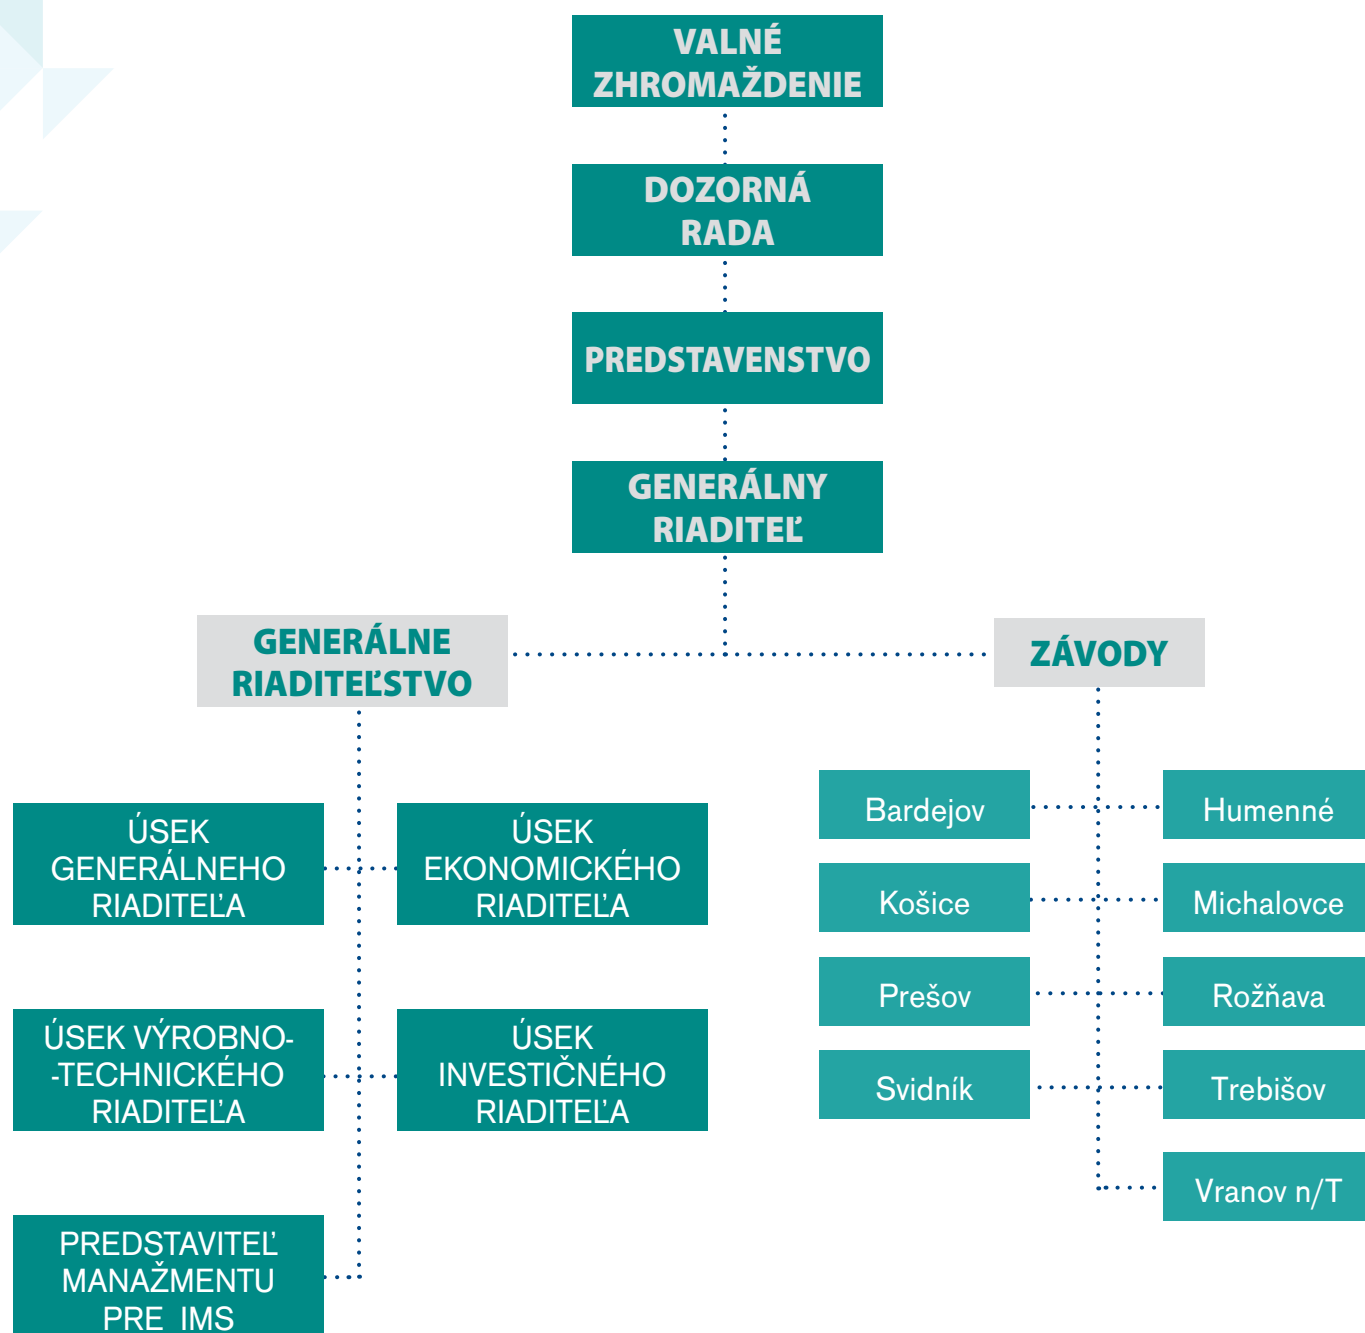 VALNÉ
ZHROMAŽDENIE
DOZORNÁ
RADA
PREDSTAVENSTVO
GENERÁLNY
RIADITEĽ
GENERÁLNE
RIADITEĽSTVO
ZÁVODY
ÚSEK
GENERÁLNEHO
RIADITEĽA
ÚSEK
EKONOMICKÉHO
RIADITEĽA
ÚSEK VÝROBNO-
-TECHNICKÉHO
RIADITEĽA
ÚSEK
INVESTIČNÉHO
RIADITEĽA
PREDSTAVITEĽ
MANAŽMENTU
PRE IMS
Bardejov
Humenné
Košice
Michalovce
Prešov
Rožňava
Svidník
Trebišov
Vranov n/T